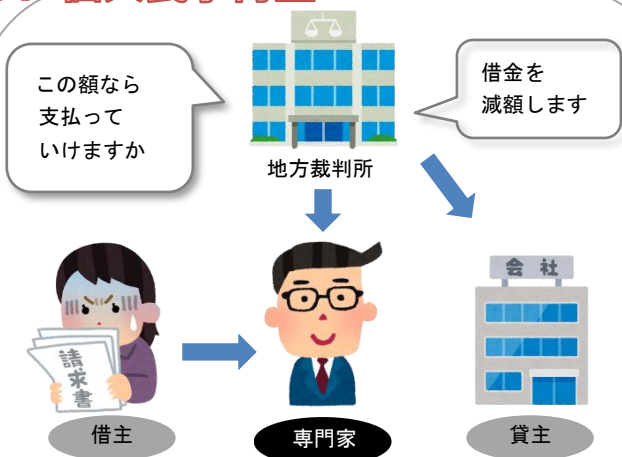 この額なら
支払って
いけますか
借金を
減額します
地方裁判所
会社
請求書
借主
専門家
貸主